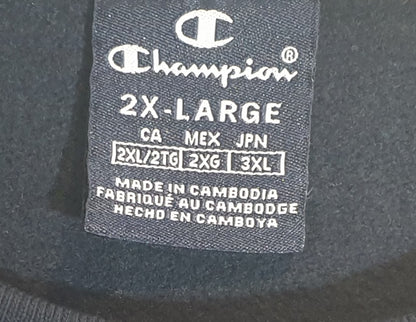 Champion®
2X-LARGE
CA MEX JPN
2XL/2TG 2XG 3XL
MADE IN CAMBODIA
FABRIQUÉ AU CAMBODGE
HECHO EN CAMBOYA